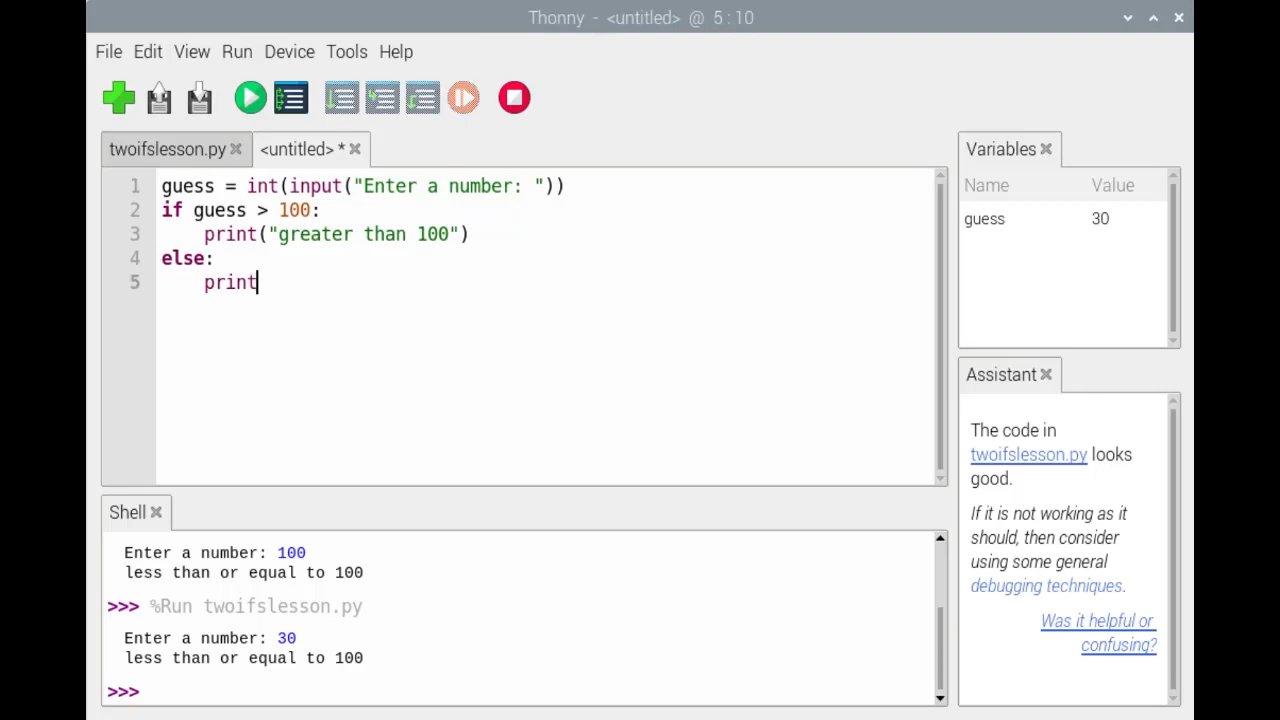 Thonny - <untitled> @ 5 : 10
File Edit View Run Device Tools Help
twoifslesson.py
<untitled> *
1 guess = int(input("Enter a number: "))
2 if guess > 100:
3     print("greater than 100")
4 else:
5     print
Shell
Enter a number: 100
less than or equal to 100
>>> %Run twoifslesson.py
Enter a number: 30
less than or equal to 100
>>>
Variables
Name Value
guess 30
Assistant
The code in
twoifslesson.py looks
good.
If it is not working as it
should, then consider
using some general
debugging techniques.
Was it helpful or
confusing?